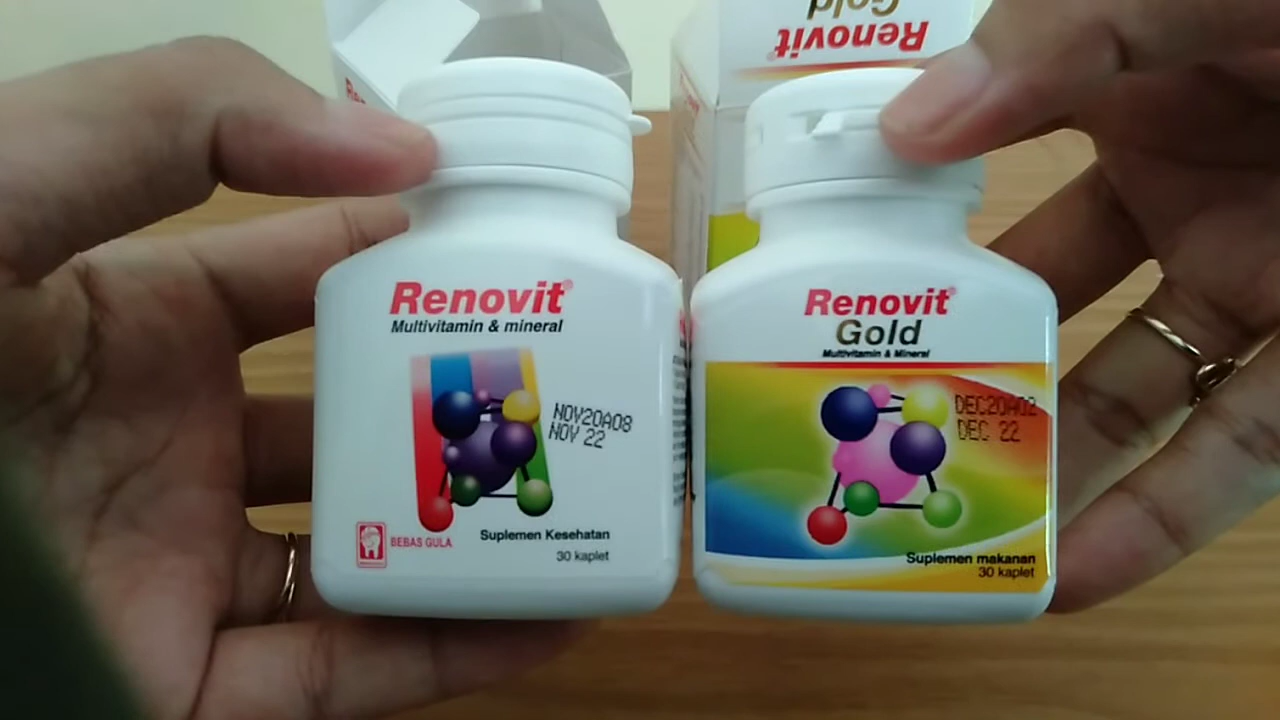 Renovit
Gold
Renovit®
Multivitamin & mineral
NOV20A08
NOV 22
BEBAS GULA
Suplemen Kesehatan
30 kaplet
Renovit®
Gold
Multivitamin & Mineral
DEC20A02
DEC 22
Suplemen makanan
30 kaplet